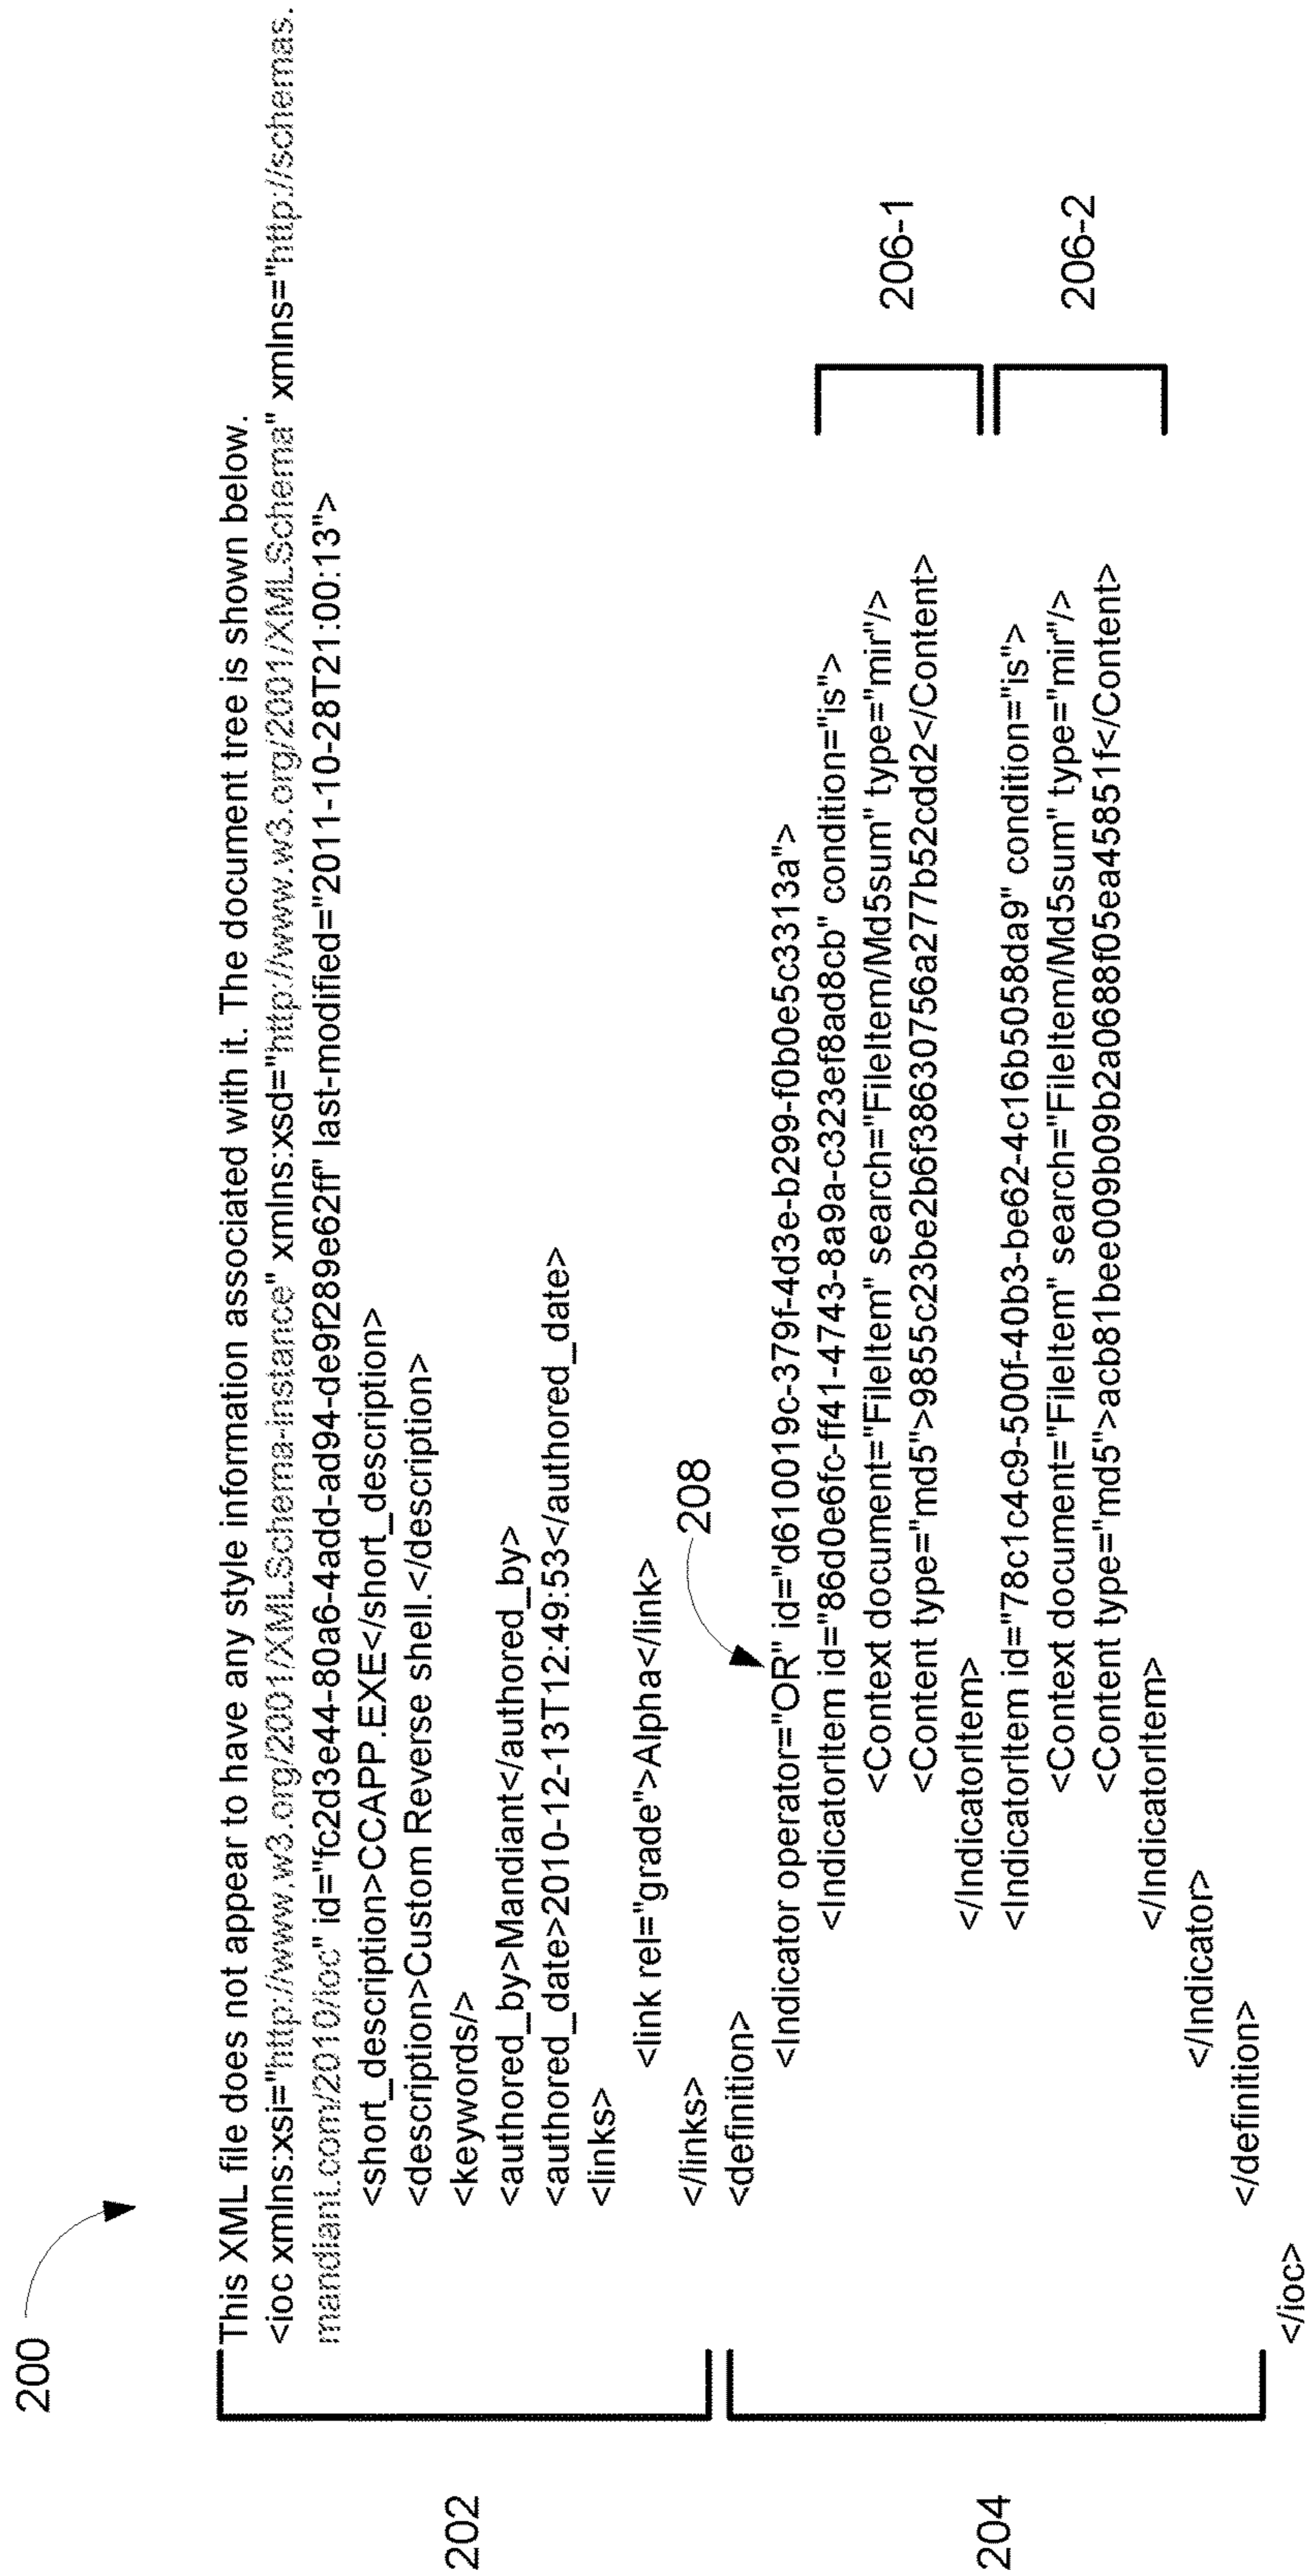 200
This XML file does not appear to have any style information associated with it. The document tree is shown below.
<ioc xmlns:xsi="http://www.w3.org/2001/XMLSchema-instance" xmlns:xsd="http://www.w3.org/2001/XMLSchema" xmlns="http://schemas.
mandiant.com/2010/ioc" id="fc2d3e44-80a6-4add-ad94-de9f289e62ff" last-modified="2011-10-28T21:00:13">
<short_description>CCAPP.EXE</short_description>
<description>Custom Reverse shell.</description>
<keywords/>
202
<authored_by>Mandiant</authored_by>
<authored_date>2010-12-13T12:49:53</authored_date>
<links>
<link rel="grade">Alpha</link>
</links>
208
<definition>
<Indicator operator="OR" id="d610019c-379f-4d3e-b299-f0b0e5c3313a">
<IndicatorItem id="86d0e6fc-ff41-4743-8a9a-c323ef8ad8cb" condition="is">
<Context document="FileItem" search="FileItem/Md5sum" type="mir"/>
206-1
<Content type="md5">9855c23be2b6f38630756a277b52cdd2</Content>
</IndicatorItem>
204
<IndicatorItem id="78c1c4c9-500f-40b3-be62-4c16b5058da9" condition="is">
<Context document="FileItem" search="FileItem/Md5sum" type="mir"/>
206-2
<Content type="md5">acb81bee009b09b2a0688f05ea45851f</Content>
</IndicatorItem>
</Indicator>
</definition>
</ioc>